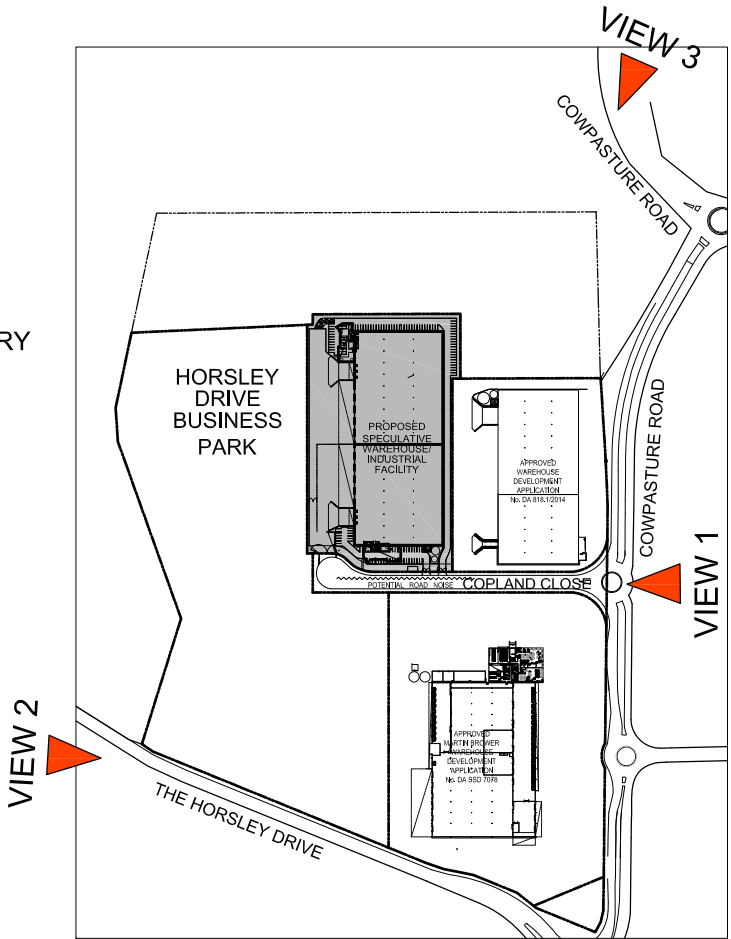 VIEW 3
COWPASTURE ROAD
RY
HORSLEY
DRIVE
BUSINESS
PARK
PROPOSED
SPECULATIVE
WAREHOUSE/
INDUSTRIAL
FACILITY
APPROVED
WAREHOUSE
DEVELOPMENT
APPLICATION
No. DA 818.1/2014
COWPASTURE ROAD
VIEW 1
POTENTIAL ROAD NOISE
COPLAND CLOSE
VIEW 2
THE HORSLEY DRIVE
APPROVED
MARTIN BROWER
WAREHOUSE
DEVELOPMENT
APPLICATION
No. DA SSD 7078